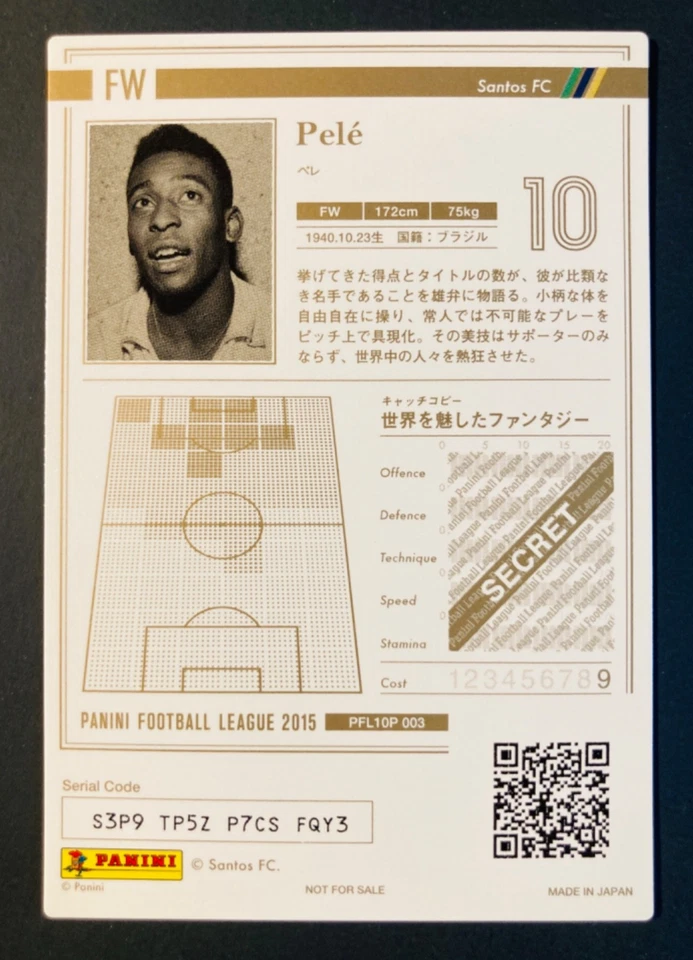 FW
Santos FC
Pelé
ペレ
10
FW 172cm 75kg
1940.10.23生 国籍：ブラジル
挙げてきた得点とタイトルの数が、彼が比類な
き名手であることを雄弁に物語る。小柄な体を
自由自在に操り、常人では不可能なプレーを
ピッチ上で具現化。その美技はサポーターのみ
ならず、世界中の人々を熱狂させた。
キャッチコピー
世界を魅したファンタジー
0 5 10 15 20
Offence
Defence
Technique
Speed
Stamina
SECRET
Cost 123456789
PANINI FOOTBALL LEAGUE 2015 PFL10P 003
Serial Code
S3P9 TP5Z P7CS FQY3
PANINI © Santos FC.
© Panini
NOT FOR SALE
MADE IN JAPAN